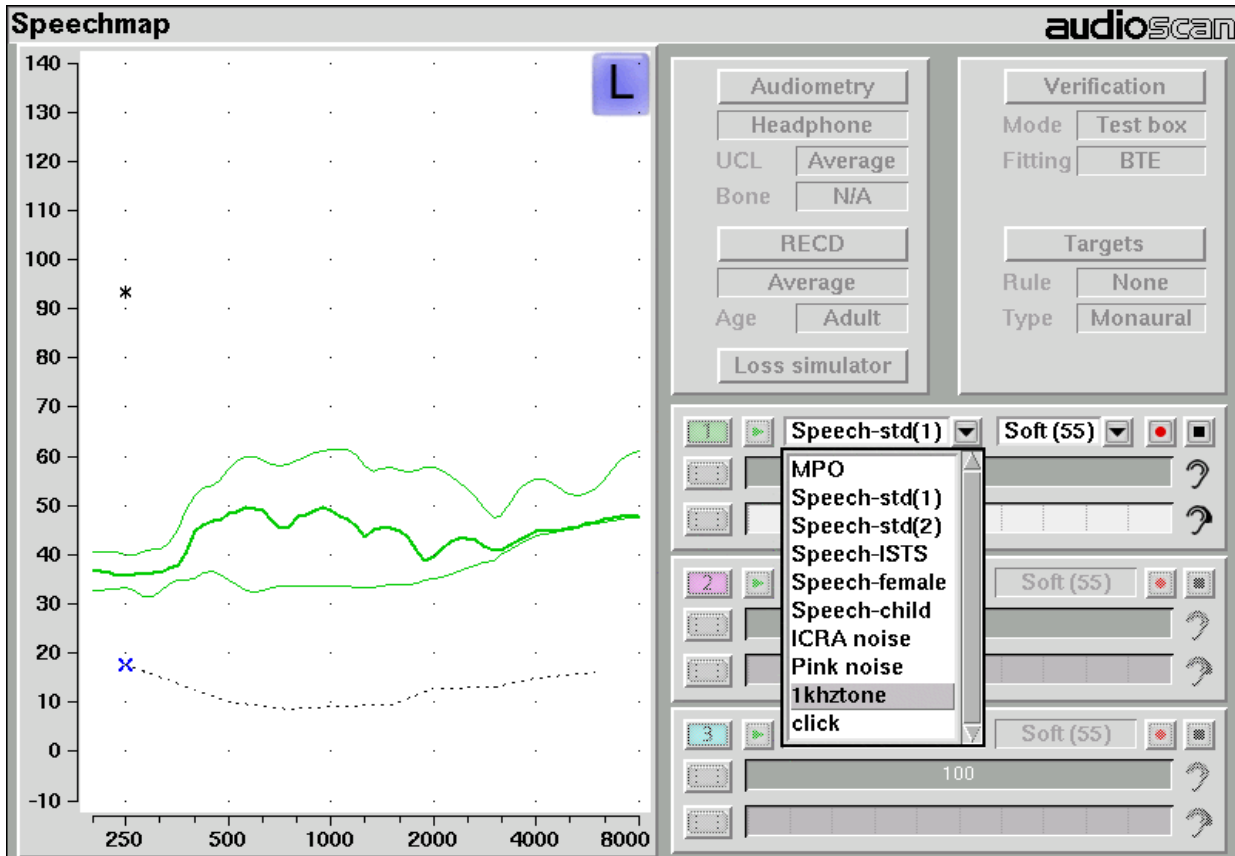 Speechmap
audioscan
L
140
130
120
110
100
90
80
70
60
50
40
30
20
10
0
-10
250 500 1000 2000 4000 8000
Audiometry
Headphone
UCL Average
Bone N/A
RECD
Average
Age Adult
Loss simulator
Verification
Mode Test box
Fitting BTE
Targets
Rule None
Type Monaural
1 Speech-std(1) Soft (55)
MPO
Speech-std(1)
Speech-std(2)
Speech-ISTS
Speech-female
Speech-child
ICRA noise
Pink noise
1khztone
click
2 Soft (55)
3 Soft (55)
100